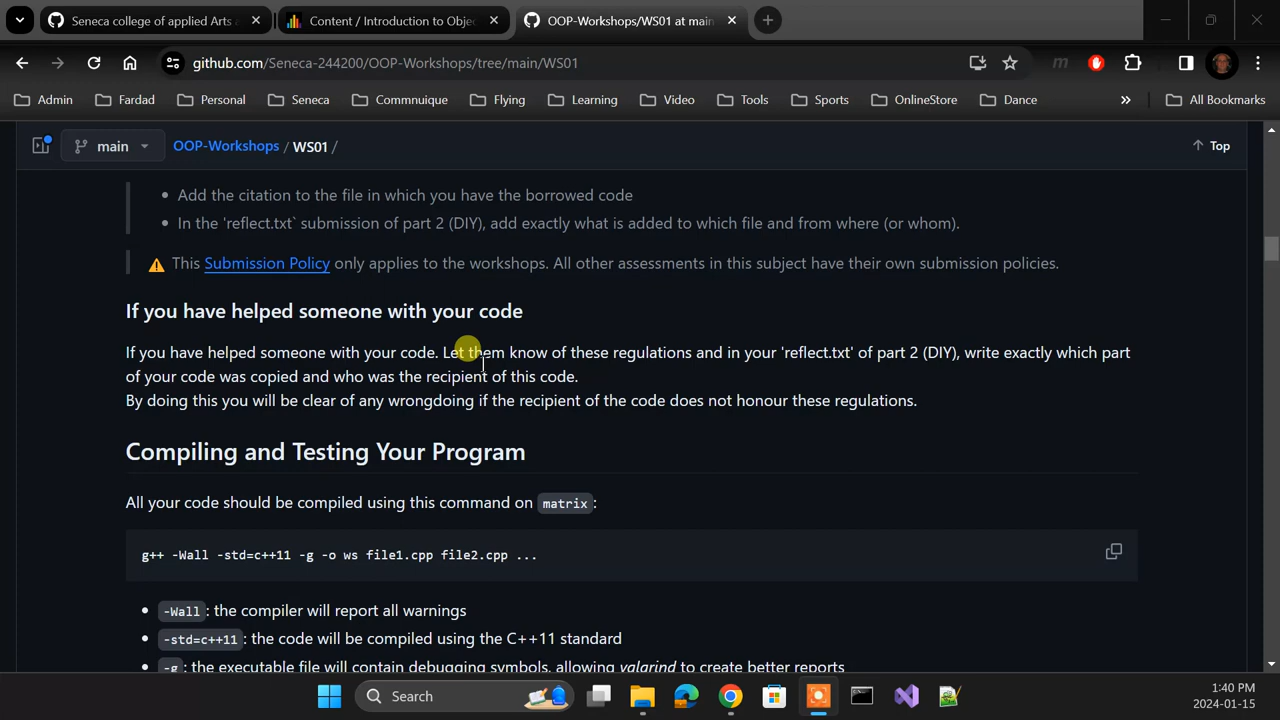 Seneca college of applied Arts a
Content / Introduction to Obje
OOP-Workshops/WS01 at main
github.com/Seneca-244200/OOP-Workshops/tree/main/WS01
Admin
Fardad
Personal
Seneca
Commnuique
Flying
Learning
Video
Tools
Sports
OnlineStore
Dance
All Bookmarks
main
OOP-Workshops / WS01 /
Top
Add the citation to the file in which you have the borrowed code
In the 'reflect.txt` submission of part 2 (DIY), add exactly what is added to which file and from where (or whom).
This Submission Policy only applies to the workshops. All other assessments in this subject have their own submission policies.
If you have helped someone with your code
If you have helped someone with your code. Let them know of these regulations and in your 'reflect.txt' of part 2 (DIY), write exactly which part
of your code was copied and who was the recipient of this code.
By doing this you will be clear of any wrongdoing if the recipient of the code does not honour these regulations.
Compiling and Testing Your Program
All your code should be compiled using this command on matrix:
g++ -Wall -std=c++11 -g -o ws file1.cpp file2.cpp ...
-Wall: the compiler will report all warnings
-std=c++11: the code will be compiled using the C++11 standard
-g: the executable file will contain debugging symbols, allowing valgrind to create better reports
Search
1:40 PM
2024-01-15